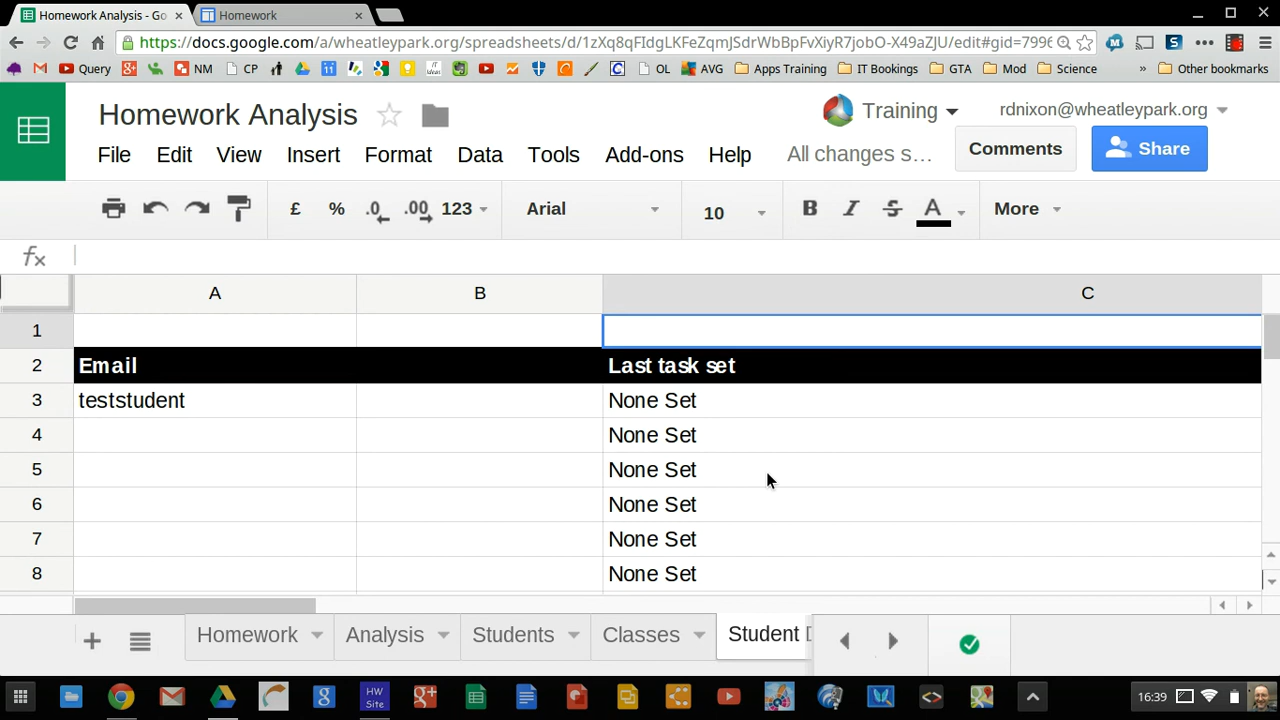 Homework Analysis - Go
Homework
https://docs.google.com/a/wheatleypark.org/spreadsheets/d/1zXq8qFIdgLKFeZqmJSdrWbBpFvXiyR7jobO-X49aZJU/edit#gid=7996
Query NM CP 11 IT Ideas OL AVG Apps Training IT Bookings GTA Mod Science » Other bookmarks
Homework Analysis Training rdnixon@wheatleypark.org
File Edit View Insert Format Data Tools Add-ons Help All changes s... Comments Share
£ % .0 .00 123 Arial 10 B I S A More
fx
A B C
1
2 Email Last task set
3 teststudent None Set
4 None Set
5 None Set
6 None Set
7 None Set
8 None Set
+ Homework Analysis Students Classes Student
HW Site 16:39